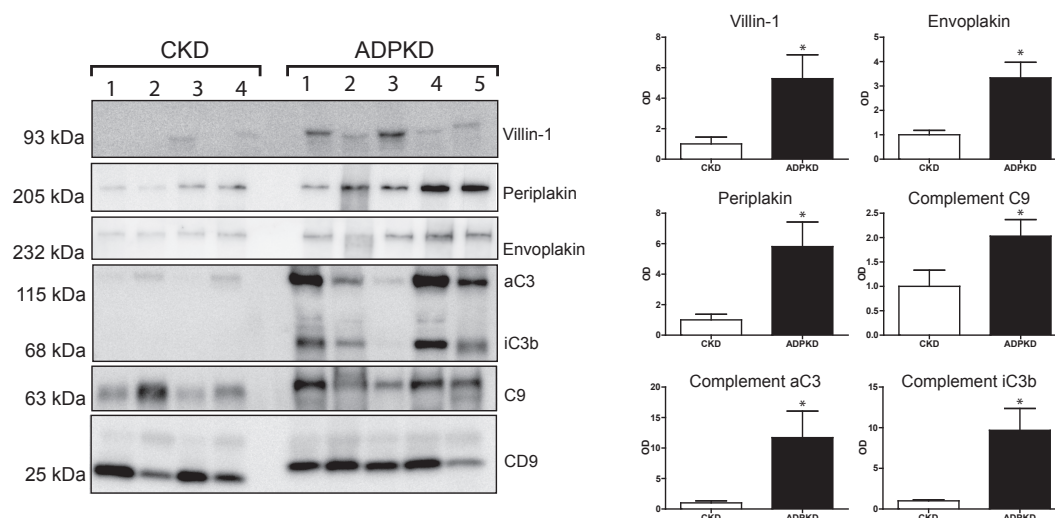 CKD ADPKD
1 2 3 4 1 2 3 4 5
93 kDa Villin-1
205 kDa Periplakin
232 kDa Envoplakin
115 kDa aC3
68 kDa iC3b
63 kDa C9
25 kDa CD9
Villin-1
8
6
4
2
0
OD
*
CKD ADPKD
Envoplakin
5
4
3
2
1
0
OD
*
CKD ADPKD
Periplakin
8
6
4
2
0
OD
*
CKD ADPKD
Complement C9
2.5
2.0
1.5
1.0
0.5
0.0
OD
*
CKD ADPKD
Complement aC3
20
15
10
5
0
OD
*
CKD ADPKD
Complement iC3b
15
10
5
0
OD
*
CKD ADPKD